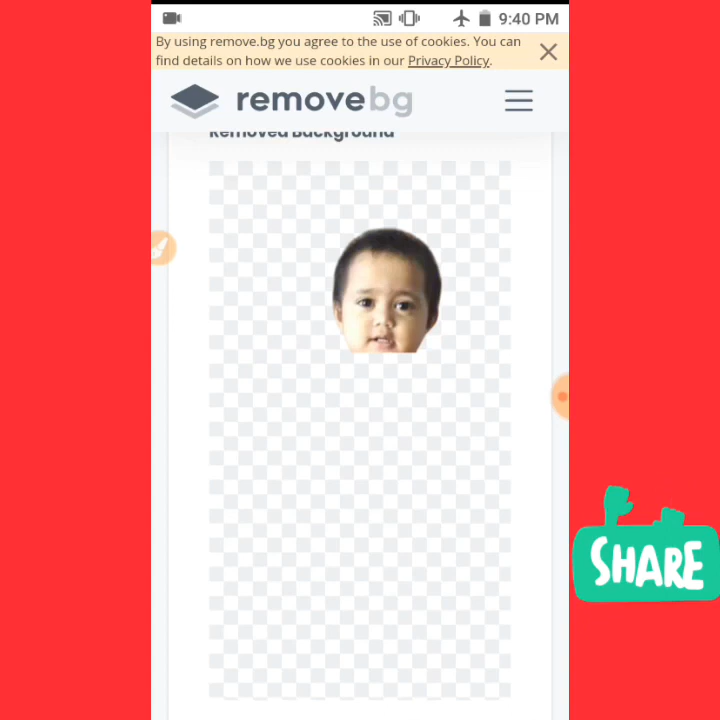 9:40 PM
By using remove.bg you agree to the use of cookies. You can
find details on how we use cookies in our Privacy Policy.
removebg
Removed Background
SHARE